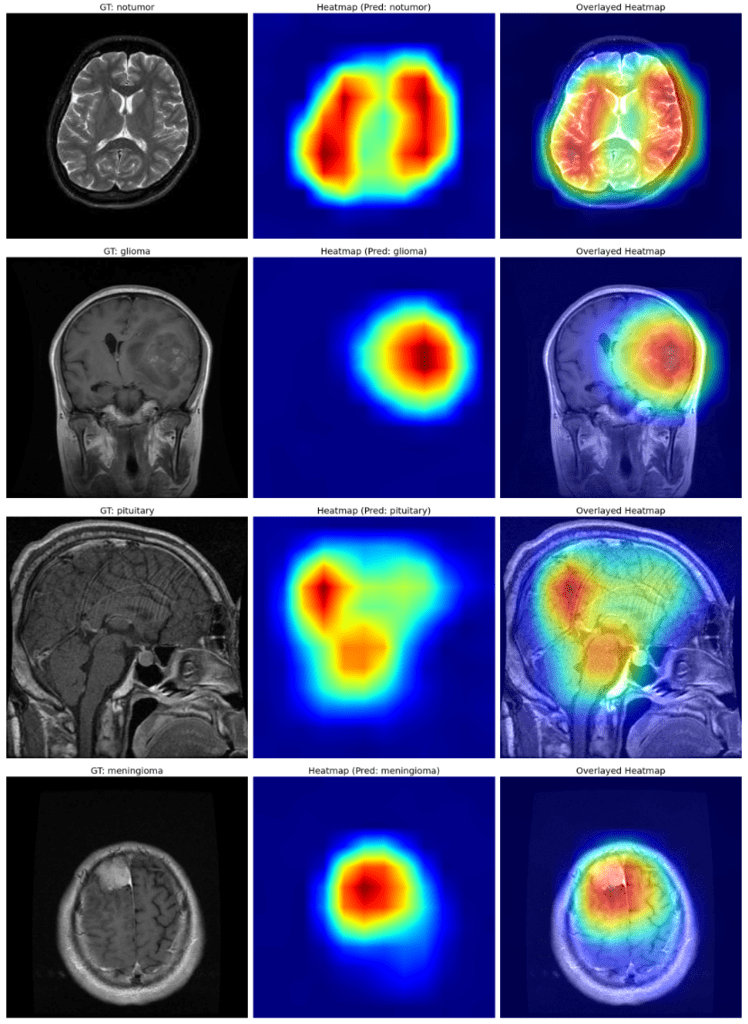 GT: notumor
Heatmap (Pred: notumor)
Overlayed Heatmap
GT: glioma
Heatmap (Pred: glioma)
Overlayed Heatmap
GT: pituitary
Heatmap (Pred: pituitary)
Overlayed Heatmap
GT: meningioma
Heatmap (Pred: meningioma)
Overlayed Heatmap